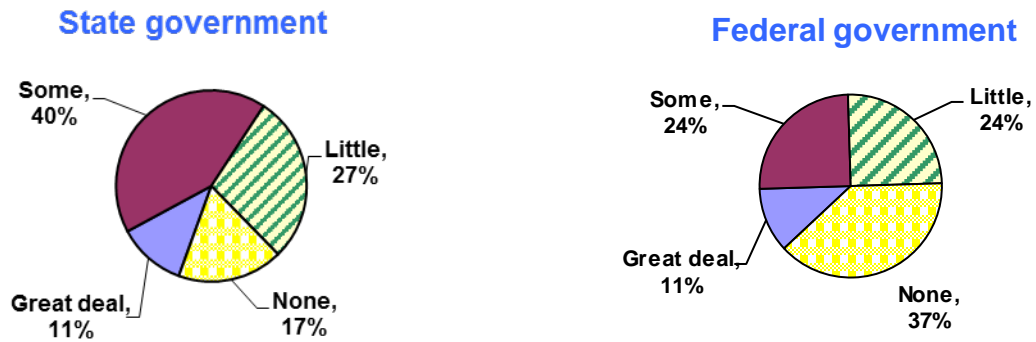 State government
Some,
40%
Little,
27%
Great deal,
11%
None,
17%
Federal government
Some,
24%
Little,
24%
Great deal,
11%
None,
37%